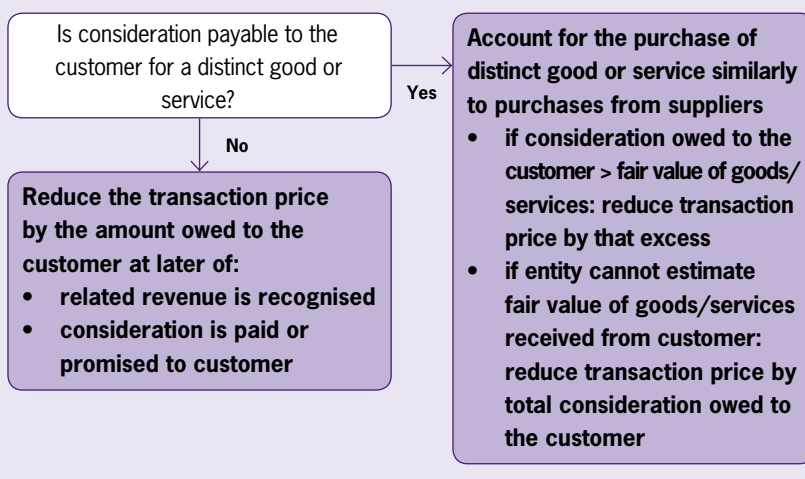 Is consideration payable to the
customer for a distinct good or
service?
Yes
No
Reduce the transaction price
by the amount owed to the
customer at later of:
• related revenue is recognised
• consideration is paid or
promised to customer
Account for the purchase of
distinct good or service similarly
to purchases from suppliers
• if consideration owed to the
customer > fair value of goods/
services: reduce transaction
price by that excess
• if entity cannot estimate
fair value of goods/services
received from customer:
reduce transaction price by
total consideration owed to
the customer